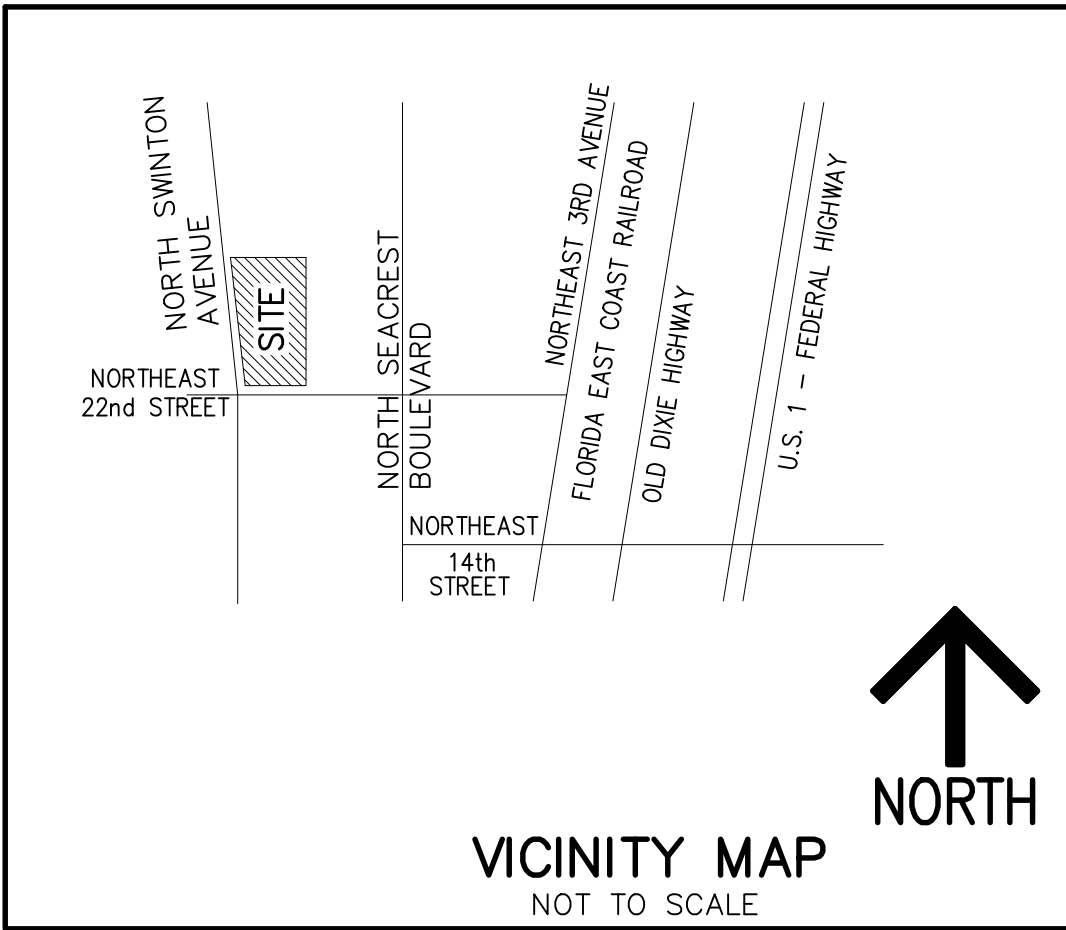 NORTH SWINTON
AVENUE
SITE
NORTHEAST
22nd STREET
NORTH SEACREST
BOULEVARD
NORTHEAST 3RD AVENUE
FLORIDA EAST COAST RAILROAD
OLD DIXIE HIGHWAY
U.S. 1 - FEDERAL HIGHWAY
NORTHEAST
14th
STREET
NORTH
VICINITY MAP
NOT TO SCALE